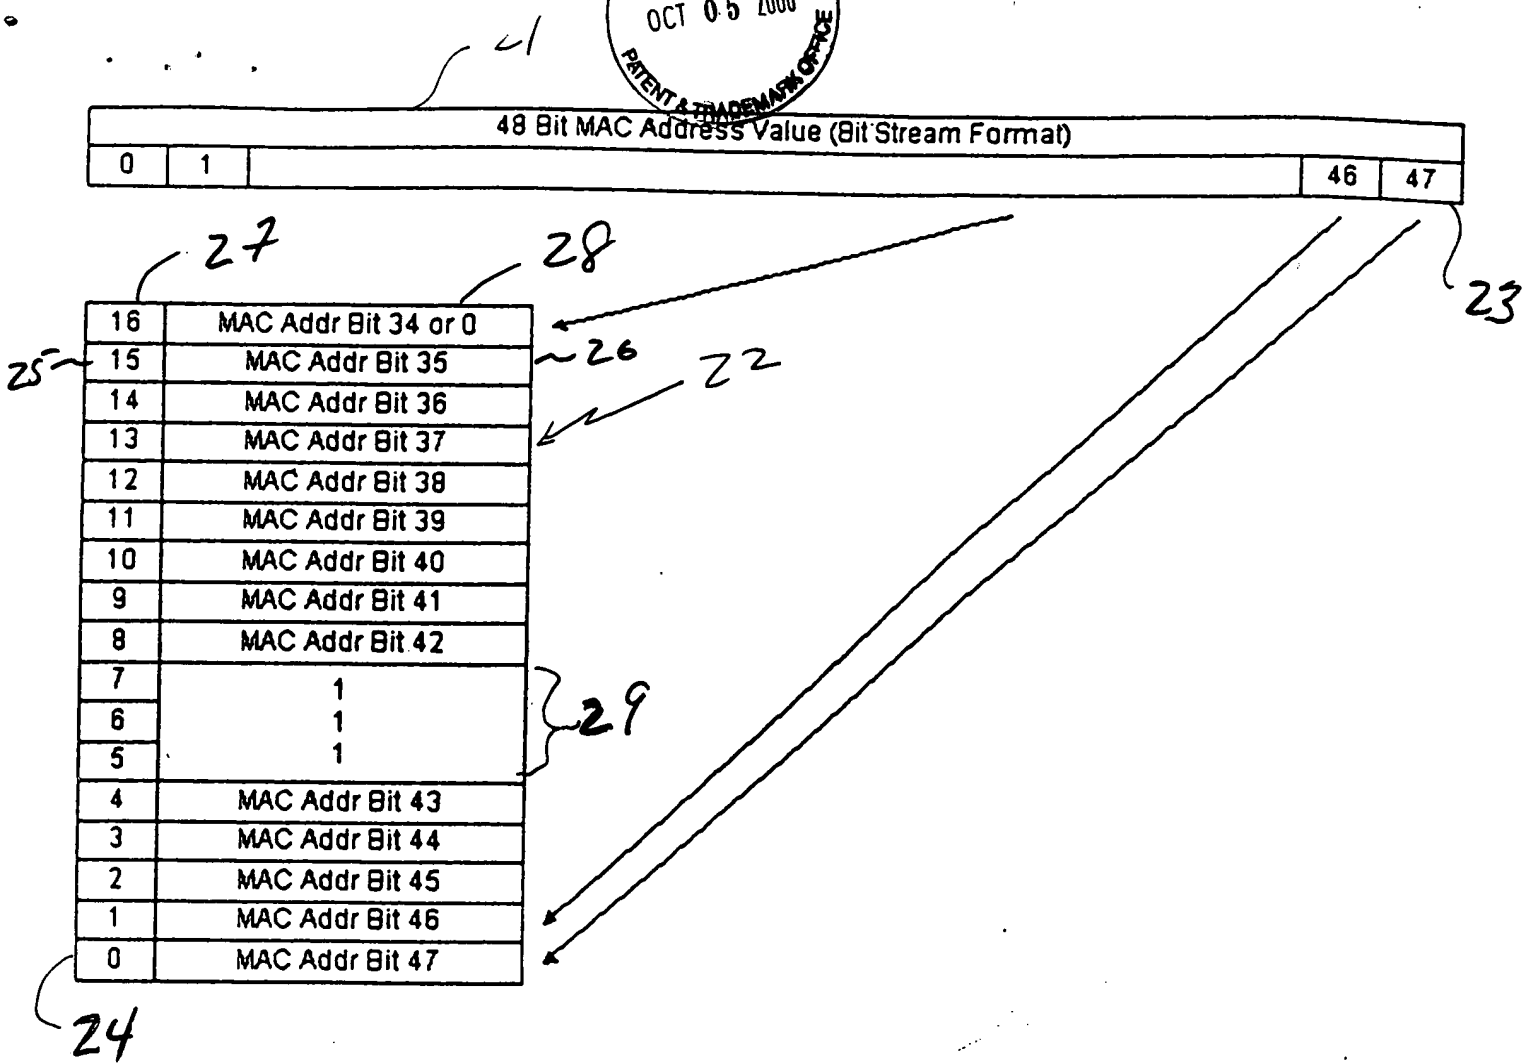 OCT 05 2000
PATENT & TRADEMARK OFFICE
21
48 Bit MAC Address Value (Bit Stream Format)
0 1 46 47
27 28
23
16 MAC Addr Bit 34 or 0
25 15 MAC Addr Bit 35 26
22
14 MAC Addr Bit 36
13 MAC Addr Bit 37
12 MAC Addr Bit 38
11 MAC Addr Bit 39
10 MAC Addr Bit 40
9 MAC Addr Bit 41
8 MAC Addr Bit 42
7 1
6 1 29
5 1
4 MAC Addr Bit 43
3 MAC Addr Bit 44
2 MAC Addr Bit 45
1 MAC Addr Bit 46
0 MAC Addr Bit 47
24